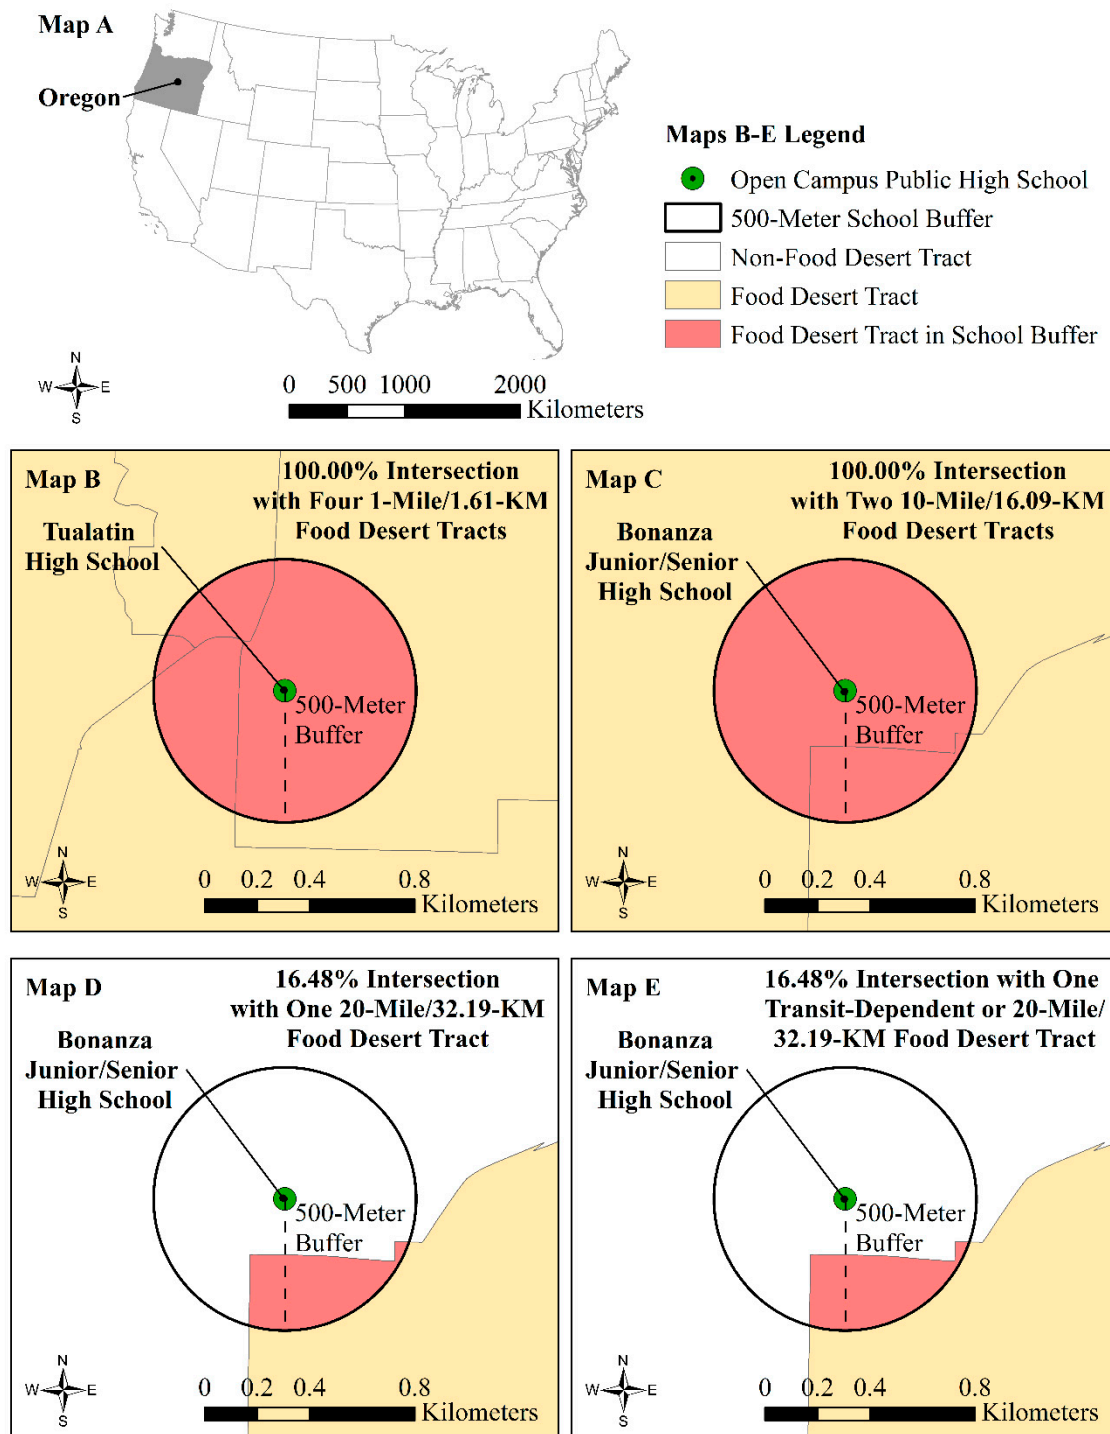 Map A
Oregon
Maps B-E Legend
Open Campus Public High School
500-Meter School Buffer
Non-Food Desert Tract
Food Desert Tract
Food Desert Tract in School Buffer
N
W E
S
0 500 1000 2000
Kilometers
Map B
100.00% Intersection
with Four 1-Mile/1.61-KM
Food Desert Tracts
Tualatin
High School
500-Meter
Buffer
N
W E
S
0 0.2 0.4 0.8
Kilometers
Map C
100.00% Intersection
with Two 10-Mile/16.09-KM
Food Desert Tracts
Bonanza
Junior/Senior
High School
500-Meter
Buffer
N
W E
S
0 0.2 0.4 0.8
Kilometers
Map D
16.48% Intersection
with One 20-Mile/32.19-KM
Food Desert Tract
Bonanza
Junior/Senior
High School
500-Meter
Buffer
N
W E
S
0 0.2 0.4 0.8
Kilometers
Map E
16.48% Intersection with One
Transit-Dependent or 20-Mile/
32.19-KM Food Desert Tract
Bonanza
Junior/Senior
High School
500-Meter
Buffer
N
W E
S
0 0.2 0.4 0.8
Kilometers